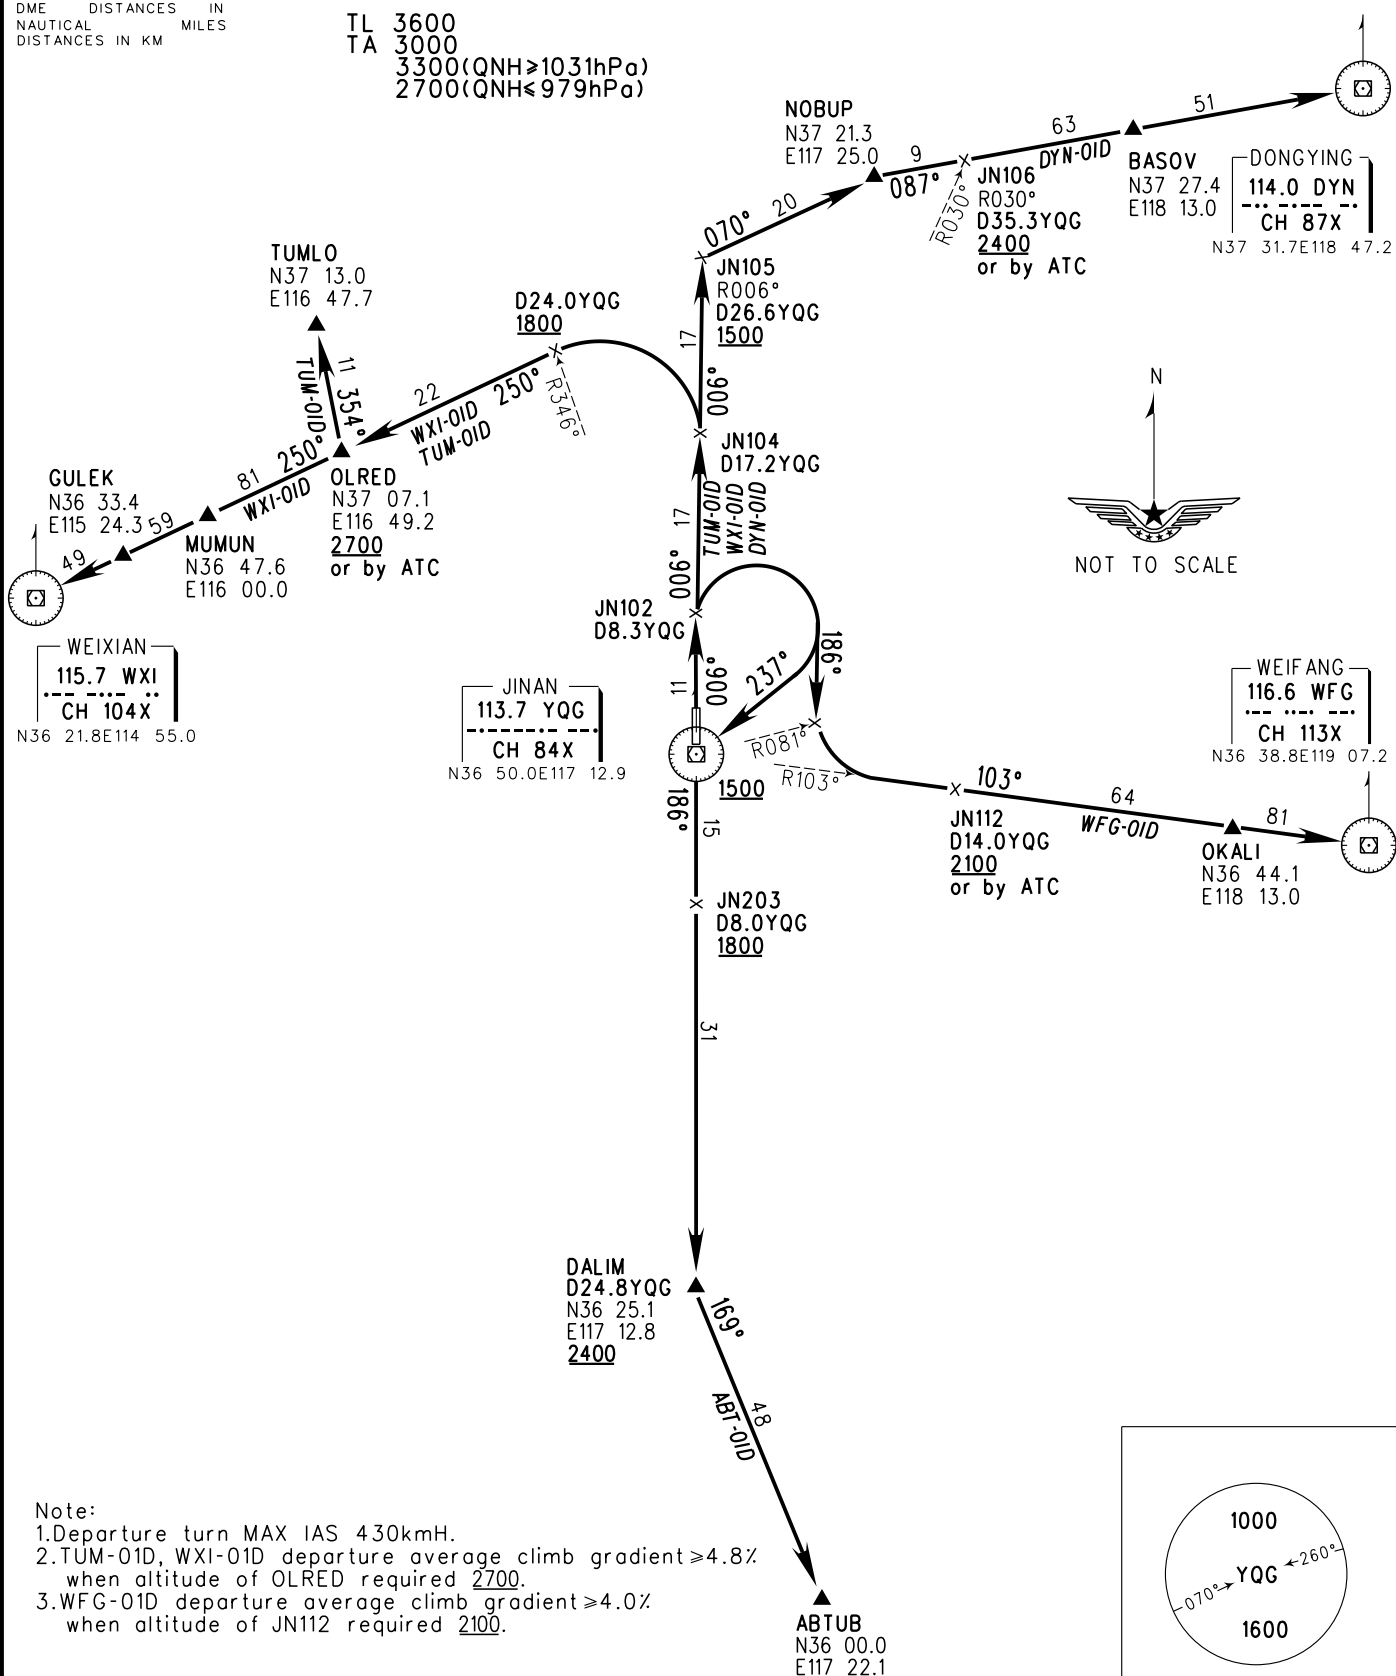 DME DISTANCES IN
NAUTICAL MILES
DISTANCES IN KM
TL 3600
TA 3000
3300(QNH≥1031hPa)
2700(QNH≤979hPa)
NOBUP
N37 21.3
E117 25.0
9
087°
63
DYN-01D
51
R030°
JN106
R030°
D35.3YQG
2400
or by ATC
BASOV
N37 27.4
E118 13.0
DONGYING
114.0 DYN
CH 87X
N37 31.7E118 47.2
070°
20
JN105
R006°
D26.6YQG
1500
17
006°
TUMLO
N37 13.0
E116 47.7
D24.0YQG
1800
R346°
11
354°
TUM-01D
22
250°
WXI-01D
TUM-01D
JN104
D17.2YQG
17
006°
TUM-01D
WXI-01D
DYN-01D
N
NOT TO SCALE
GULEK
N36 33.4
E115 24.3
81
250°
WXI-01D
59
49
OLRED
N37 07.1
E116 49.2
2700
or by ATC
MUMUN
N36 47.6
E116 00.0
WEIXIAN
115.7 WXI
CH 104X
N36 21.8E114 55.0
JN102
D8.3YQG
11
006°
237°
186°
JINAN
113.7 YQG
CH 84X
N36 50.0E117 12.9
1500
R081°
R103°
WEIFANG
116.6 WFG
CH 113X
N36 38.8E119 07.2
103°
64
WFG-01D
81
JN112
D14.0YQG
2100
or by ATC
OKALI
N36 44.1
E118 13.0
186°
15
JN203
D8.0YQG
1800
31
DALIM
D24.8YQG
N36 25.1
E117 12.8
2400
169°
48
ABT-01D
ABTUB
N36 00.0
E117 22.1
Note:
1.Departure turn MAX IAS 430kmH.
2.TUM-01D, WXI-01D departure average climb gradient≥4.8%
when altitude of OLRED required 2700.
3.WFG-01D departure average climb gradient≥4.0%
when altitude of JN112 required 2100.
1000
260°
YQG
070°
1600